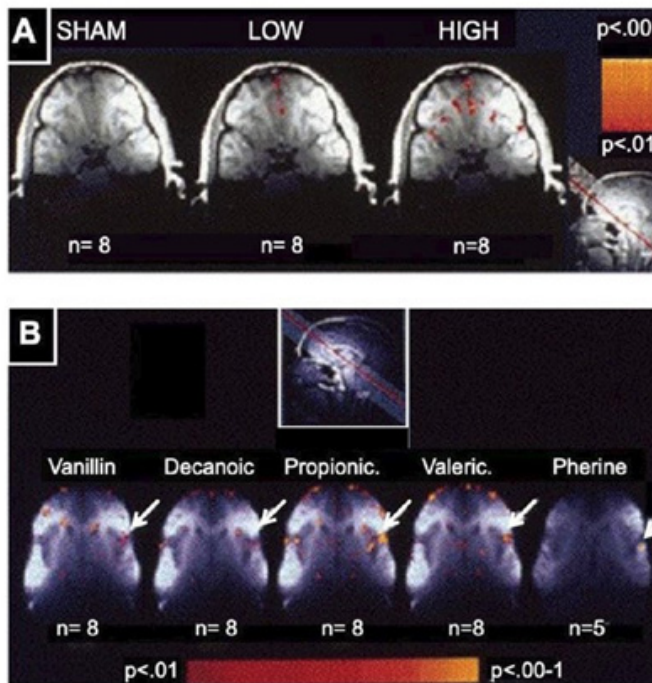 A
SHAM LOW HIGH p<.00
p<.01
n= 8 n= 8 n=8
B
Vanillin Decanoic Propionic. Valeric. Pherine
n= 8 n= 8 n= 8 n=8 n=5
p<.01 p<.00-1